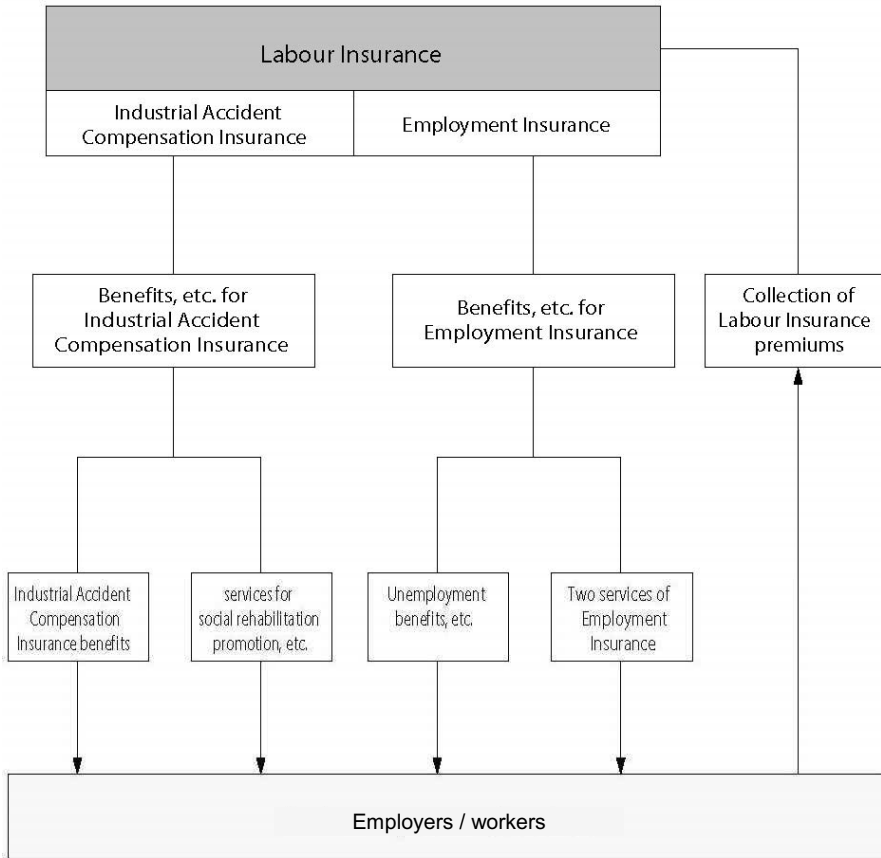 Labour Insurance
Industrial Accident
Compensation Insurance
Employment Insurance
Benefits, etc. for
Industrial Accident
Compensation Insurance
Benefits, etc. for
Employment Insurance
Collection of
Labour Insurance
premiums
Industrial Accident
Compensation
Insurance benefits
services for
social rehabilitation
promotion, etc.
Unemployment
benefits, etc.
Two services of
Employment
Insurance
Employers / workers